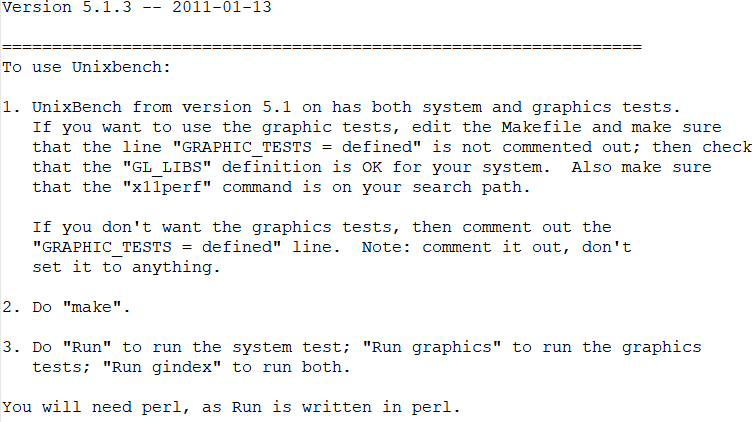 Version 5.1.3 -- 2011-01-13
================================================================
To use Unixbench:
1. UnixBench from version 5.1 on has both system and graphics tests.
If you want to use the graphic tests, edit the Makefile and make sure
that the line "GRAPHIC_TESTS = defined" is not commented out; then check
that the "GL_LIBS" definition is OK for your system.  Also make sure
that the "x11perf" command is on your search path.
If you don't want the graphics tests, then comment out the
"GRAPHIC_TESTS = defined" line.  Note: comment it out, don't
set it to anything.
2. Do "make".
3. Do "Run" to run the system test; "Run graphics" to run the graphics
tests; "Run gindex" to run both.
You will need perl, as Run is written in perl.